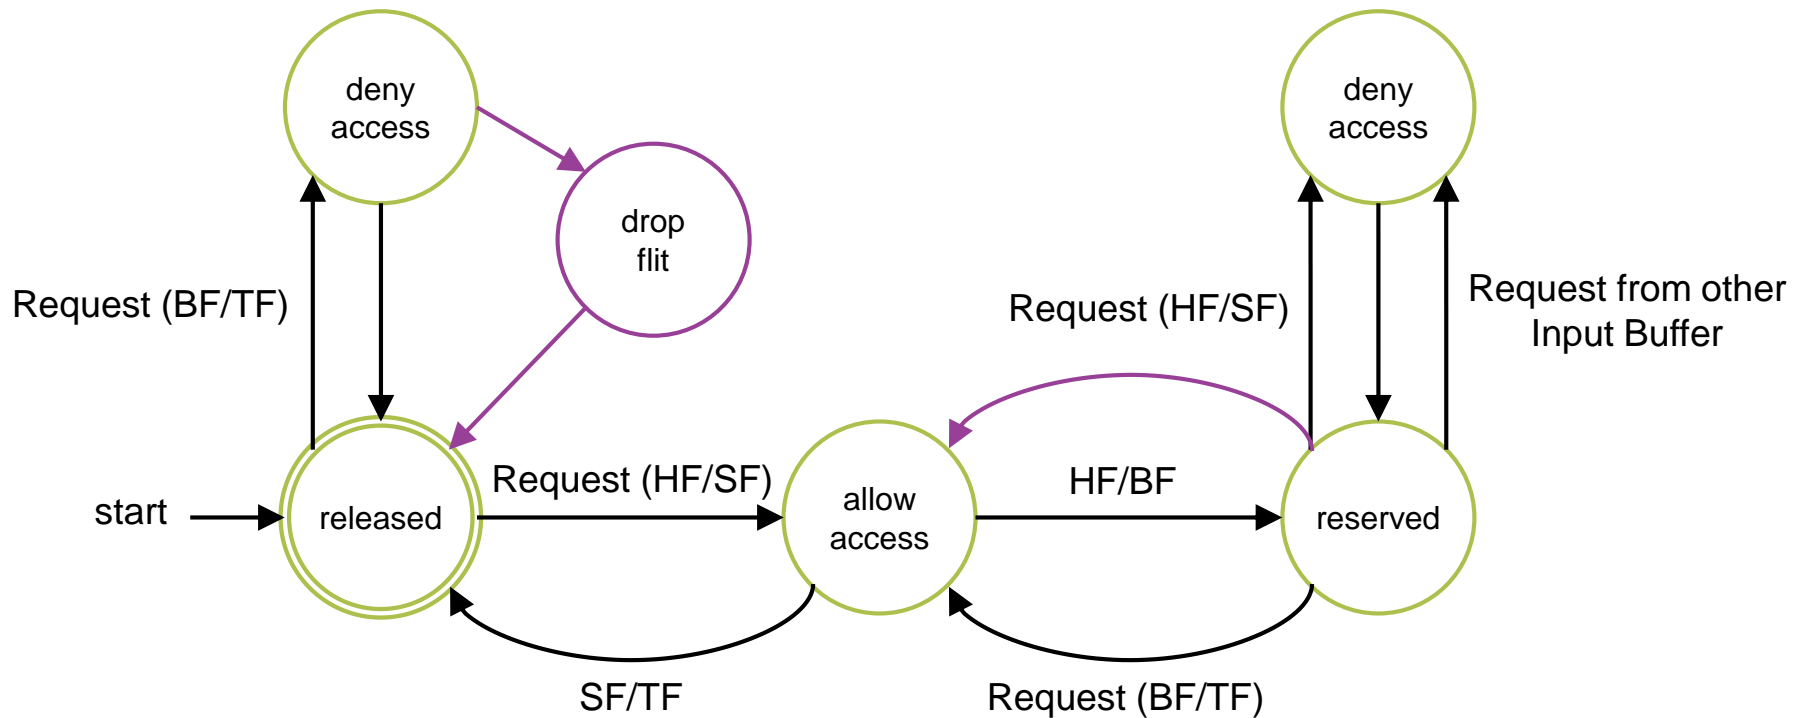 deny
access
deny
access
drop
flit
Request (BF/TF)
Request (HF/SF)
Request from other
Input Buffer
Request (HF/SF)
HF/BF
start
released
allow
access
reserved
SF/TF
Request (BF/TF)